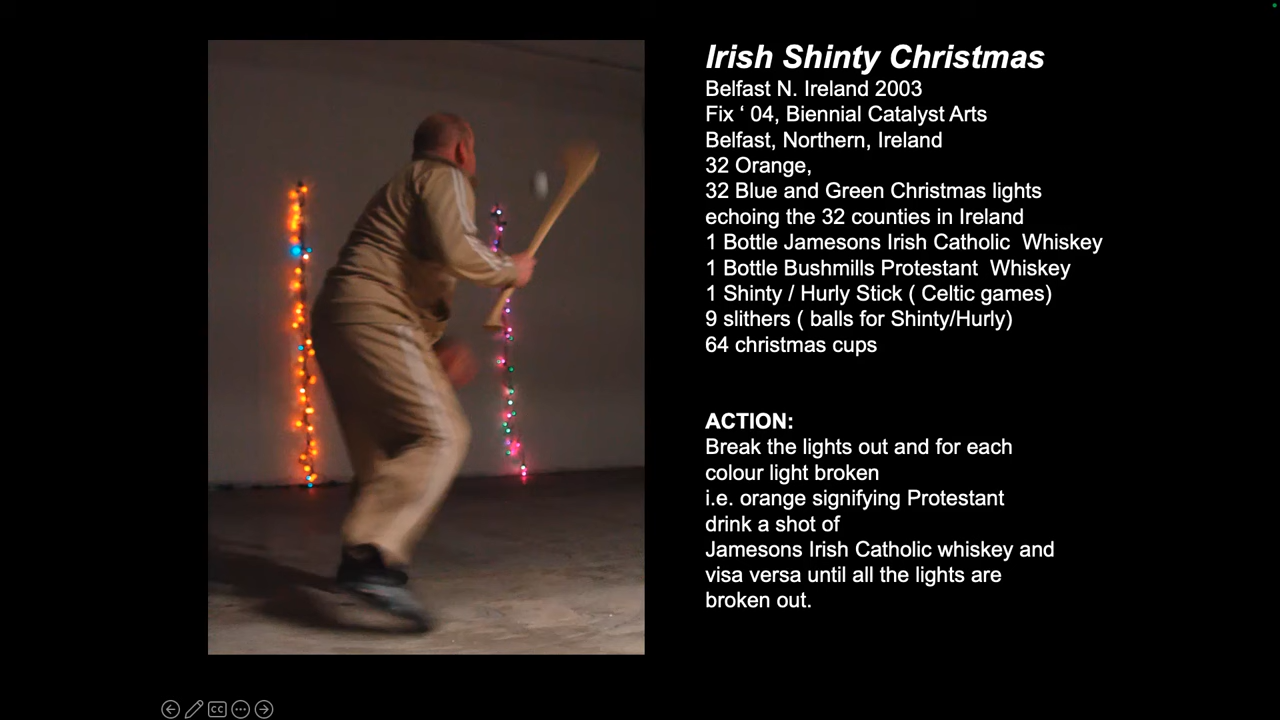 Irish Shinty Christmas
Belfast N. Ireland 2003
Fix ‘ 04, Biennial Catalyst Arts
Belfast, Northern, Ireland
32 Orange,
32 Blue and Green Christmas lights
echoing the 32 counties in Ireland
1 Bottle Jamesons Irish Catholic  Whiskey
1 Bottle Bushmills Protestant  Whiskey
1 Shinty / Hurly Stick ( Celtic games)
9 slithers ( balls for Shinty/Hurly)
64 christmas cups
ACTION:
Break the lights out and for each
colour light broken
i.e. orange signifying Protestant
drink a shot of
Jamesons Irish Catholic whiskey and
visa versa until all the lights are
broken out.
CC